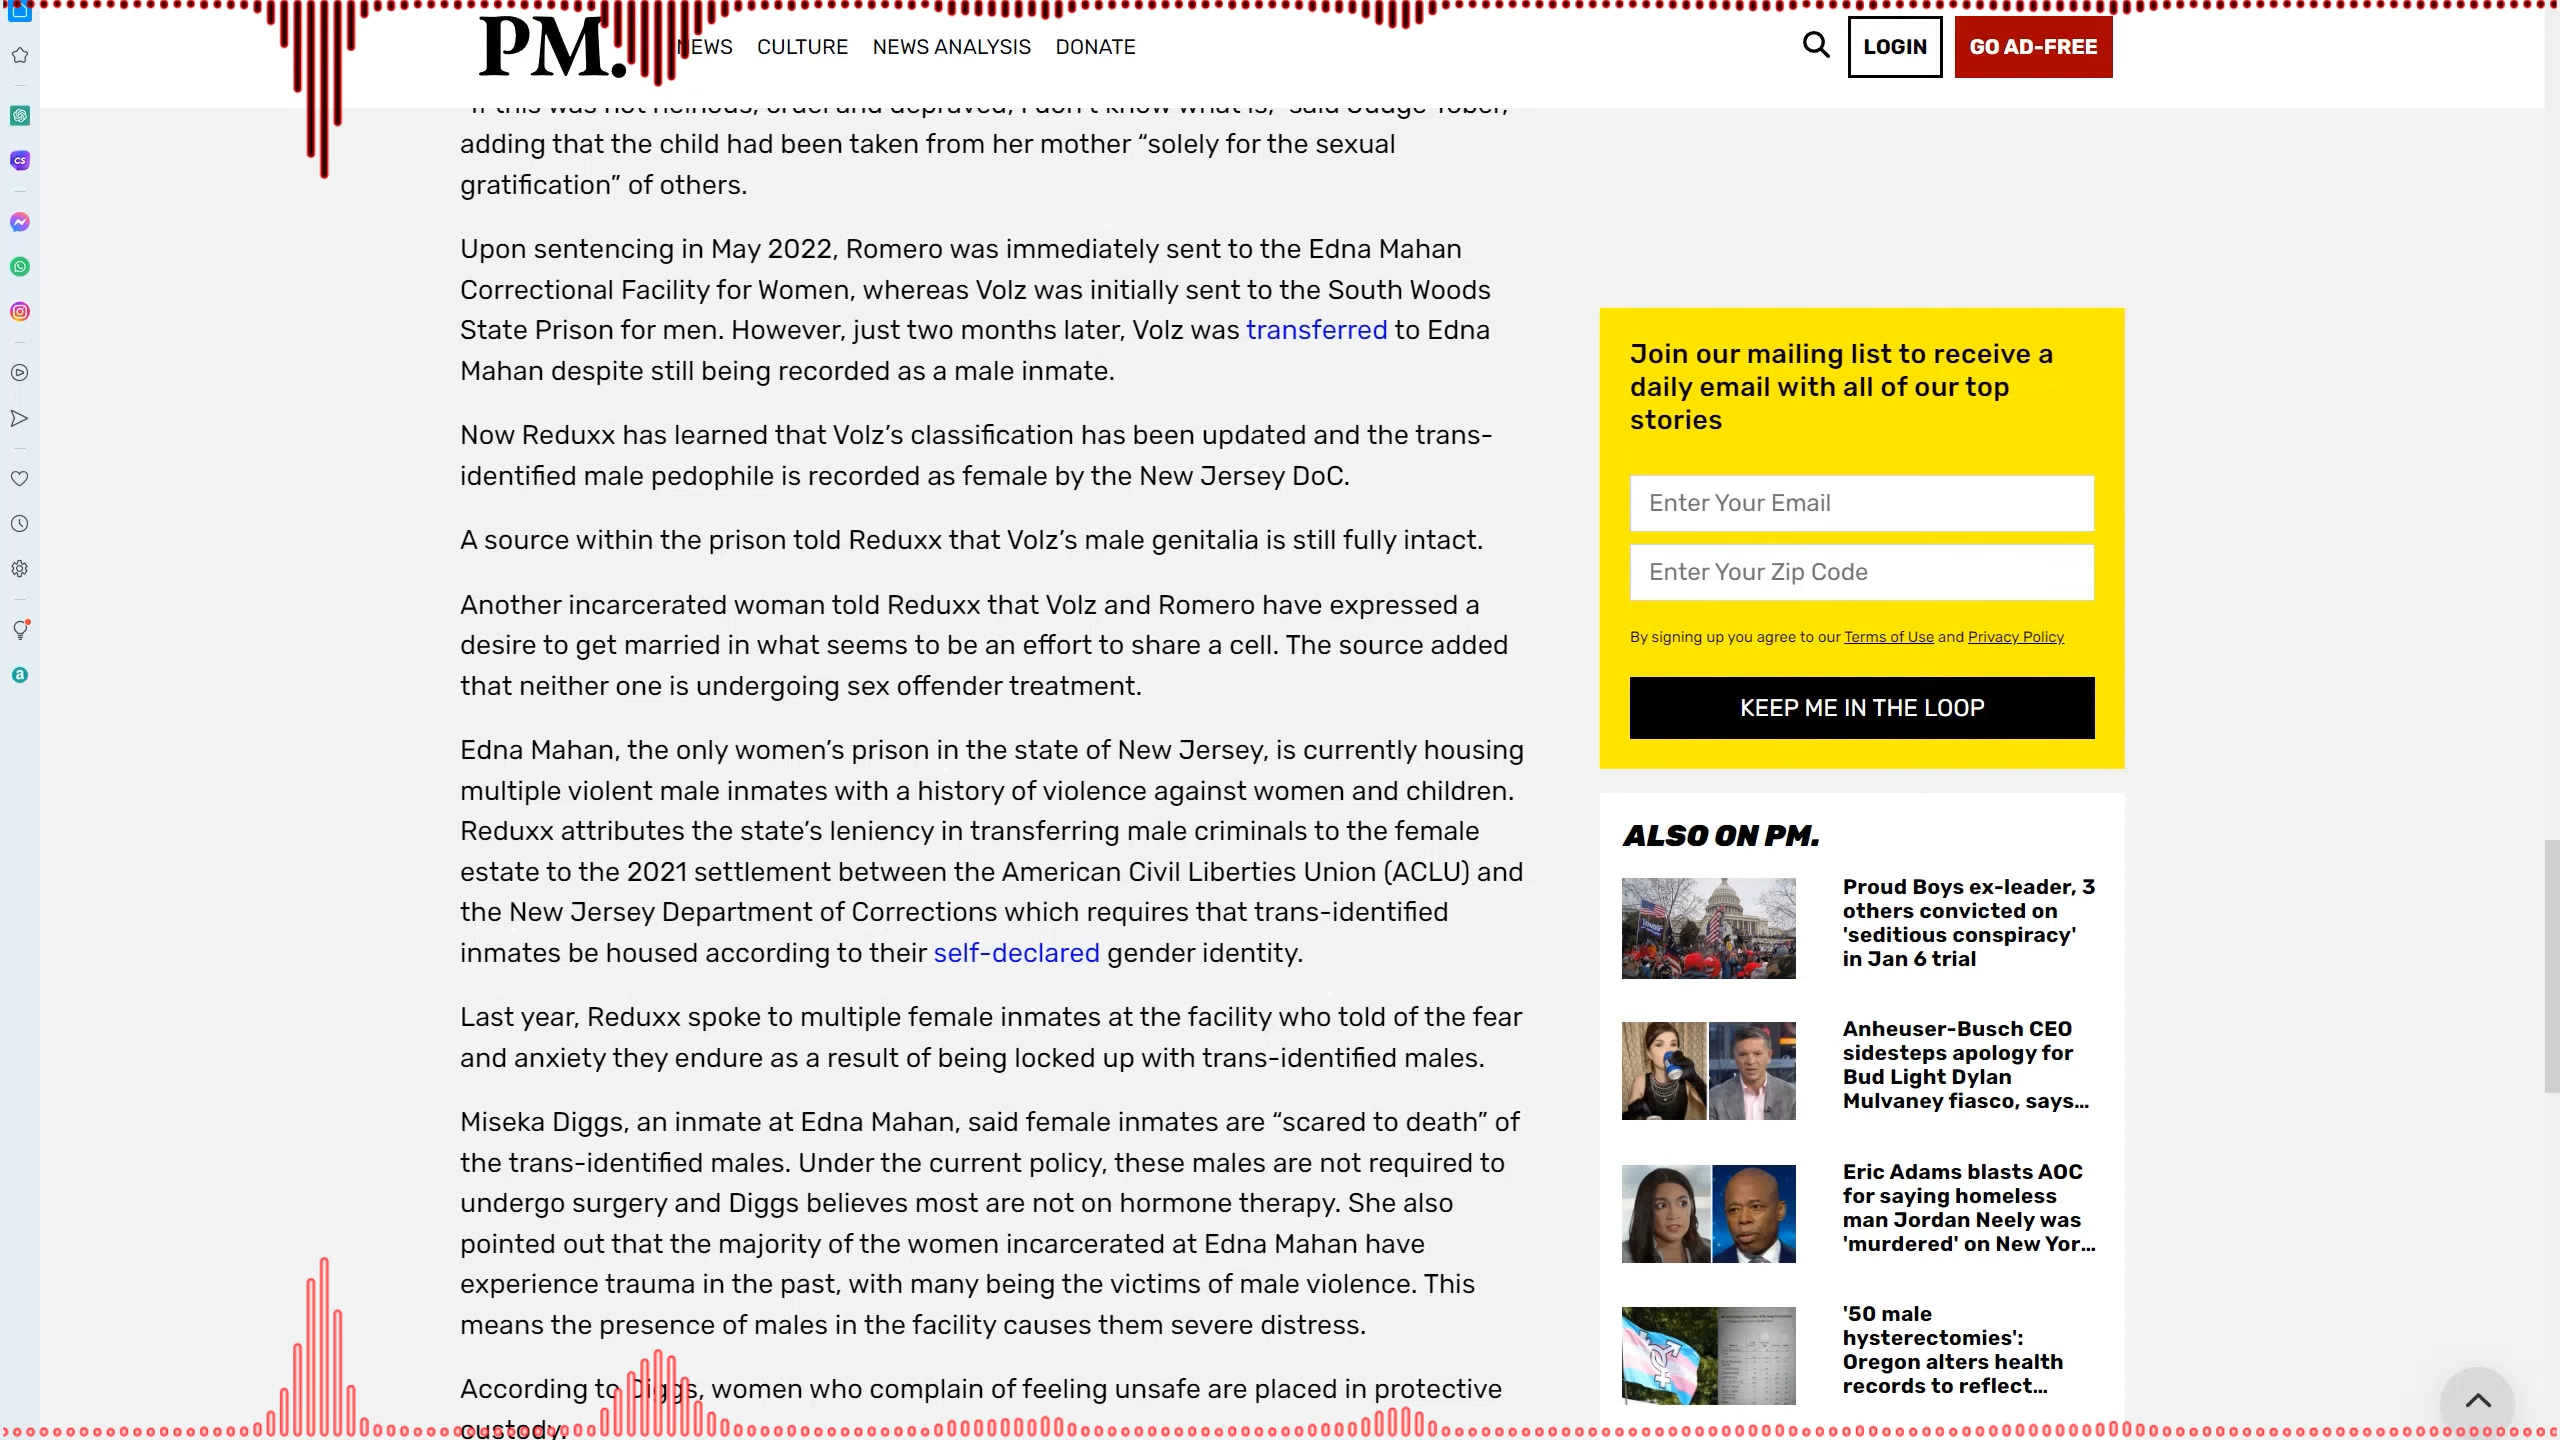 PM.
NEWS
CULTURE
NEWS ANALYSIS
DONATE
LOGIN
GO AD-FREE
"If this was not heinous, cruel and depraved, I don't know what is," said Judge Tober,
adding that the child had been taken from her mother “solely for the sexual
gratification” of others.
Upon sentencing in May 2022, Romero was immediately sent to the Edna Mahan
Correctional Facility for Women, whereas Volz was initially sent to the South Woods
State Prison for men. However, just two months later, Volz was transferred to Edna
Mahan despite still being recorded as a male inmate.
Now Reduxx has learned that Volz’s classification has been updated and the trans-
identified male pedophile is recorded as female by the New Jersey DoC.
A source within the prison told Reduxx that Volz’s male genitalia is still fully intact.
Another incarcerated woman told Reduxx that Volz and Romero have expressed a
desire to get married in what seems to be an effort to share a cell. The source added
that neither one is undergoing sex offender treatment.
Edna Mahan, the only women’s prison in the state of New Jersey, is currently housing
multiple violent male inmates with a history of violence against women and children.
Reduxx attributes the state’s leniency in transferring male criminals to the female
estate to the 2021 settlement between the American Civil Liberties Union (ACLU) and
the New Jersey Department of Corrections which requires that trans-identified
inmates be housed according to their self-declared gender identity.
Last year, Reduxx spoke to multiple female inmates at the facility who told of the fear
and anxiety they endure as a result of being locked up with trans-identified males.
Miseka Diggs, an inmate at Edna Mahan, said female inmates are “scared to death” of
the trans-identified males. Under the current policy, these males are not required to
undergo surgery and Diggs believes most are not on hormone therapy. She also
pointed out that the majority of the women incarcerated at Edna Mahan have
experience trauma in the past, with many being the victims of male violence. This
means the presence of males in the facility causes them severe distress.
According to Diggs, women who complain of feeling unsafe are placed in protective
custody.
Join our mailing list to receive a
daily email with all of our top
stories
Enter Your Email
Enter Your Zip Code
By signing up you agree to our Terms of Use and Privacy Policy
KEEP ME IN THE LOOP
ALSO ON PM.
Proud Boys ex-leader, 3
others convicted on
'seditious conspiracy'
in Jan 6 trial
Anheuser-Busch CEO
sidesteps apology for
Bud Light Dylan
Mulvaney fiasco, says...
Eric Adams blasts AOC
for saying homeless
man Jordan Neely was
'murdered' on New Yor...
'50 male
hysterectomies':
Oregon alters health
records to reflect...